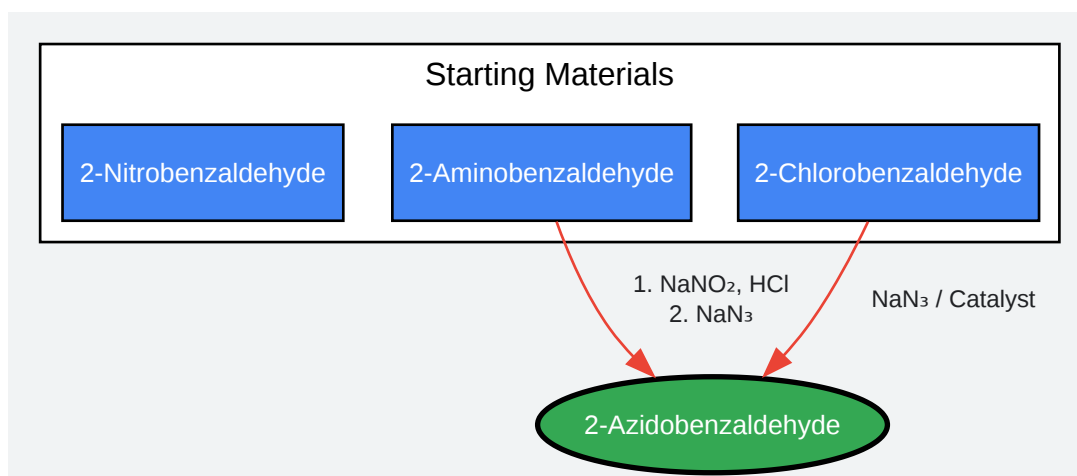 Starting Materials
2-Nitrobenzaldehyde
2-Aminobenzaldehyde
2-Chlorobenzaldehyde
1. NaNO₂, HCl
2. NaN₃
NaN₃ / Catalyst
2-Azidobenzaldehyde